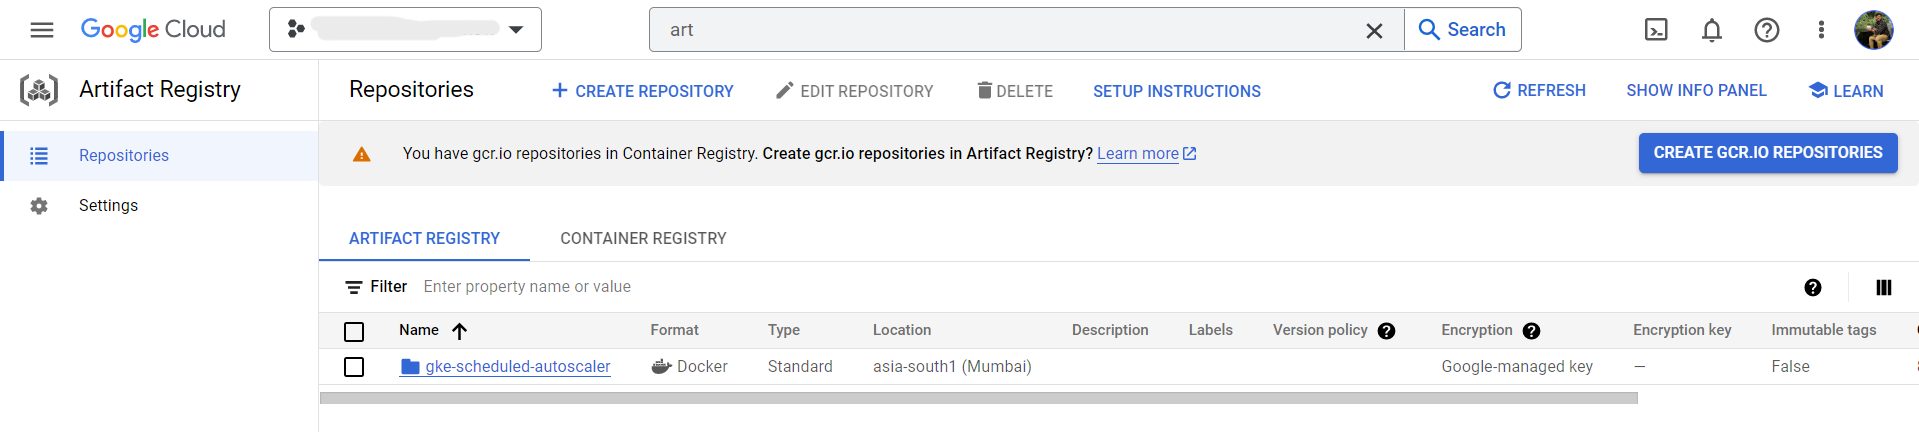 Google Cloud
art
Search
Artifact Registry
Repositories
CREATE REPOSITORY
EDIT REPOSITORY
DELETE
SETUP INSTRUCTIONS
REFRESH
SHOW INFO PANEL
LEARN
Repositories
Settings
You have gcr.io repositories in Container Registry. Create gcr.io repositories in Artifact Registry? Learn more
CREATE GCR.IO REPOSITORIES
ARTIFACT REGISTRY
CONTAINER REGISTRY
Filter Enter property name or value
Name Format Type Location Description Labels Version policy Encryption Encryption key Immutable tags
gke-scheduled-autoscaler Docker Standard asia-south1 (Mumbai) Google-managed key — False